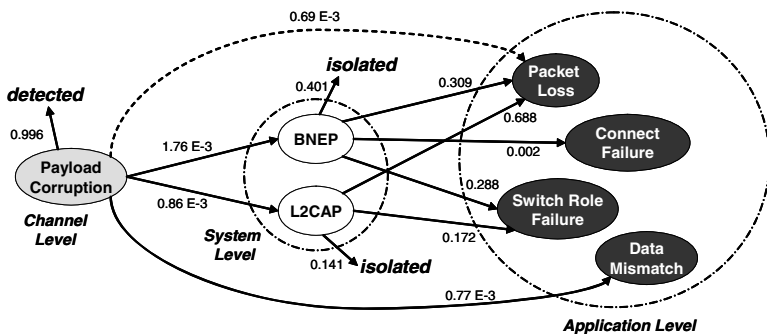 0.69 E-3
isolated
0.401
0.309
Packet
Loss
detected
0.996
0.688
1.76 E-3
BNEP
0.002
Connect
Failure
Payload
Corruption
0.288
0.86 E-3
L2CAP
Switch Role
Failure
Channel
Level
System
Level
0.172
0.141
isolated
Data
Mismatch
0.77 E-3
Application Level